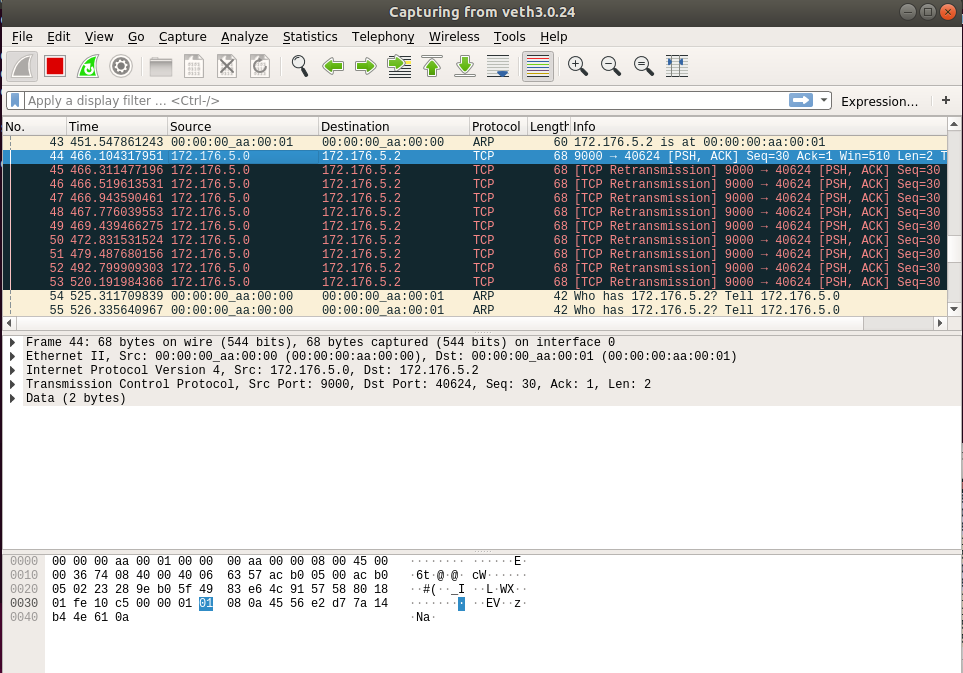 Capturing from veth3.0.24
File Edit View Go Capture Analyze Statistics Telephony Wireless Tools Help
Apply a display filter … <Ctrl-/> Expression… +
No. Time Source Destination Protocol Length Info
43 451.547861243 00:00:00_aa:00:01 00:00:00_aa:00:00 ARP 60 172.176.5.2 is at 00:00:00:aa:00:01
44 466.104317951 172.176.5.0 172.176.5.2 TCP 68 9000 → 40624 [PSH, ACK] Seq=30 Ack=1 Win=510 Len=2 T
45 466.311477196 172.176.5.0 172.176.5.2 TCP 68 [TCP Retransmission] 9000 → 40624 [PSH, ACK] Seq=30
46 466.519613531 172.176.5.0 172.176.5.2 TCP 68 [TCP Retransmission] 9000 → 40624 [PSH, ACK] Seq=30
47 466.943590461 172.176.5.0 172.176.5.2 TCP 68 [TCP Retransmission] 9000 → 40624 [PSH, ACK] Seq=30
48 467.776039553 172.176.5.0 172.176.5.2 TCP 68 [TCP Retransmission] 9000 → 40624 [PSH, ACK] Seq=30
49 469.439466275 172.176.5.0 172.176.5.2 TCP 68 [TCP Retransmission] 9000 → 40624 [PSH, ACK] Seq=30
50 472.831531524 172.176.5.0 172.176.5.2 TCP 68 [TCP Retransmission] 9000 → 40624 [PSH, ACK] Seq=30
51 479.487680156 172.176.5.0 172.176.5.2 TCP 68 [TCP Retransmission] 9000 → 40624 [PSH, ACK] Seq=30
52 492.799909303 172.176.5.0 172.176.5.2 TCP 68 [TCP Retransmission] 9000 → 40624 [PSH, ACK] Seq=30
53 520.191984366 172.176.5.0 172.176.5.2 TCP 68 [TCP Retransmission] 9000 → 40624 [PSH, ACK] Seq=30
54 525.311709839 00:00:00_aa:00:00 00:00:00_aa:00:01 ARP 42 Who has 172.176.5.2? Tell 172.176.5.0
55 526.335640967 00:00:00_aa:00:00 00:00:00_aa:00:01 ARP 42 Who has 172.176.5.2? Tell 172.176.5.0
Frame 44: 68 bytes on wire (544 bits), 68 bytes captured (544 bits) on interface 0
Ethernet II, Src: 00:00:00_aa:00:00 (00:00:00:aa:00:00), Dst: 00:00:00_aa:00:01 (00:00:00:aa:00:01)
Internet Protocol Version 4, Src: 172.176.5.0, Dst: 172.176.5.2
Transmission Control Protocol, Src Port: 9000, Dst Port: 40624, Seq: 30, Ack: 1, Len: 2
Data (2 bytes)
0000 00 00 00 aa 00 01 00 00 00 aa 00 00 08 00 45 00 ········ ······E·
0010 00 36 74 08 40 00 40 06 63 57 ac b0 05 00 ac b0 ·6t·@·@· cW······
0020 05 02 23 28 9e b0 5f 49 83 e6 4c 91 57 58 80 18 ··#(··_I ··L·WX··
0030 01 fe 10 c5 00 00 01 01 08 0a 45 56 e2 d7 7a 14 ········ ··EV··z·
0040 b4 4e 61 0a ·Na·